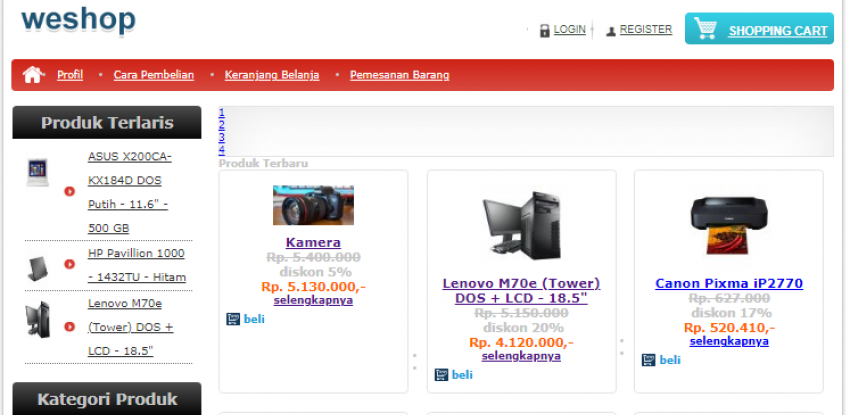 weshop
LOGIN
REGISTER
SHOPPING CART
Profil
Cara Pembelian
Keranjang Belanja
Pemesanan Barang
Produk Terlaris
ASUS X200CA-
KX184D DOS
Putih - 11.6" -
500 GB
HP Pavillion 1000
- 1432TU - Hitam
Lenovo M70e
(Tower) DOS +
LCD - 18.5"
Kategori Produk
1
2
3
4
Produk Terbaru
Kamera
Rp. 5.400.000
diskon 5%
Rp. 5.130.000,-
selengkapnya
beli
:
Lenovo M70e (Tower)
DOS + LCD - 18.5"
Rp. 5.150.000
diskon 20%
Rp. 4.120.000,-
selengkapnya
beli
:
Canon Pixma iP2770
Rp. 627.000
diskon 17%
Rp. 520.410,-
selengkapnya
beli